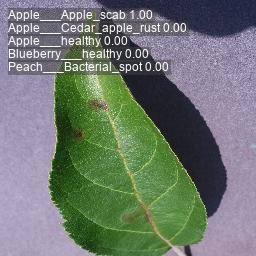 Apple___Apple_scab 1.00
Apple___Cedar_apple_rust 0.00
Apple___healthy 0.00
Blueberry___healthy 0.00
Peach___Bacterial_spot 0.00